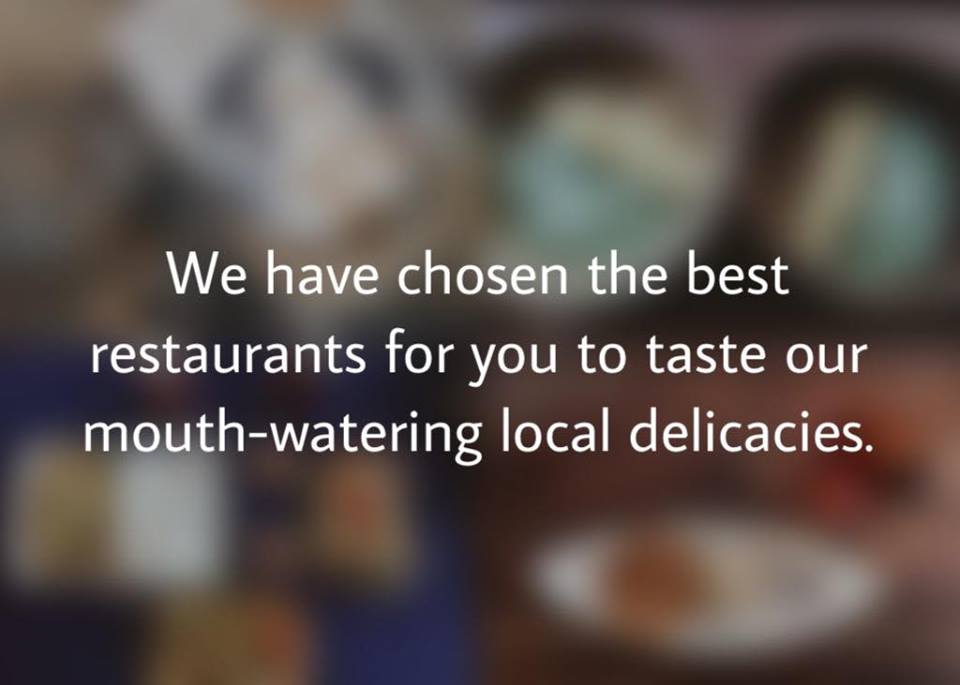 We have chosen the best
restaurants for you to taste our
mouth-watering local delicacies.